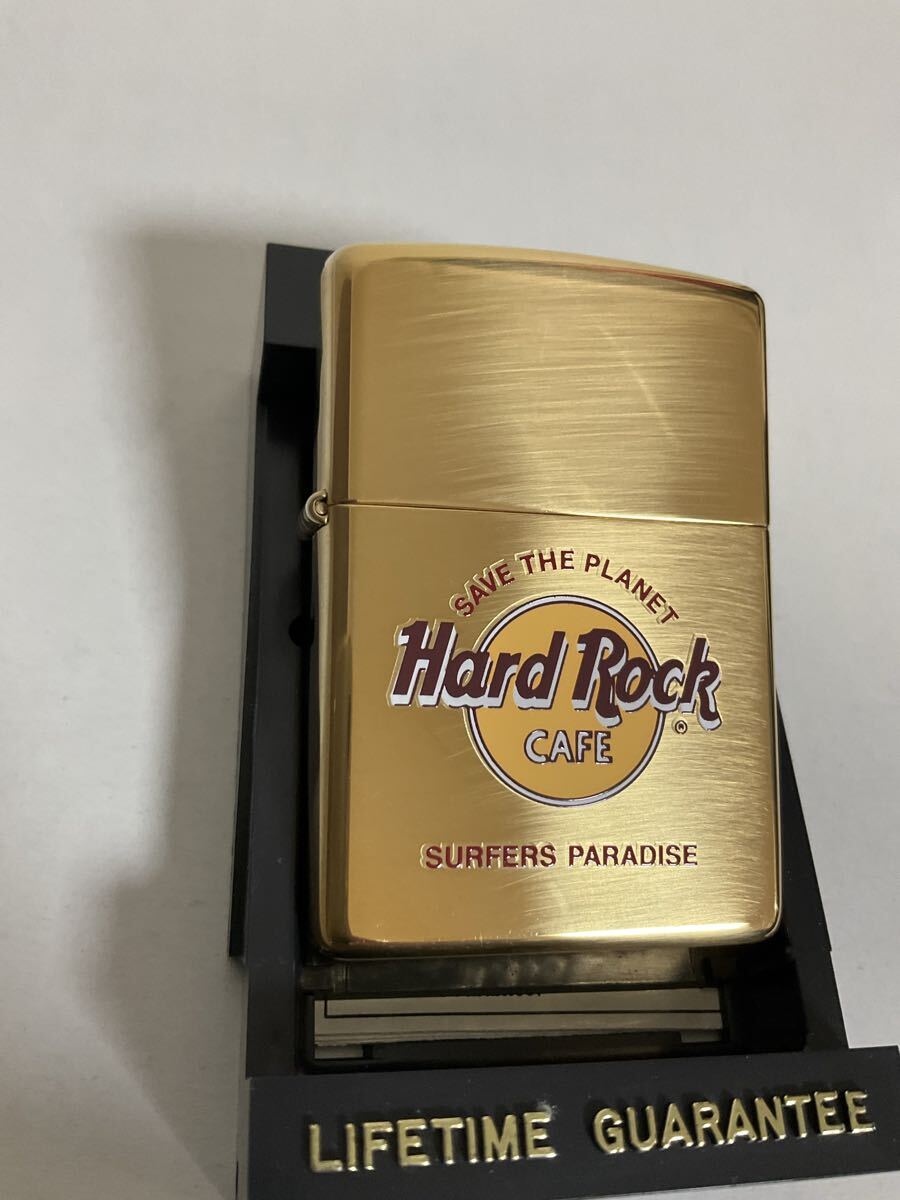 SAVE THE PLANET
Hard Rock
®
CAFE
SURFERS PARADISE
LIFETIME GUARANTEE